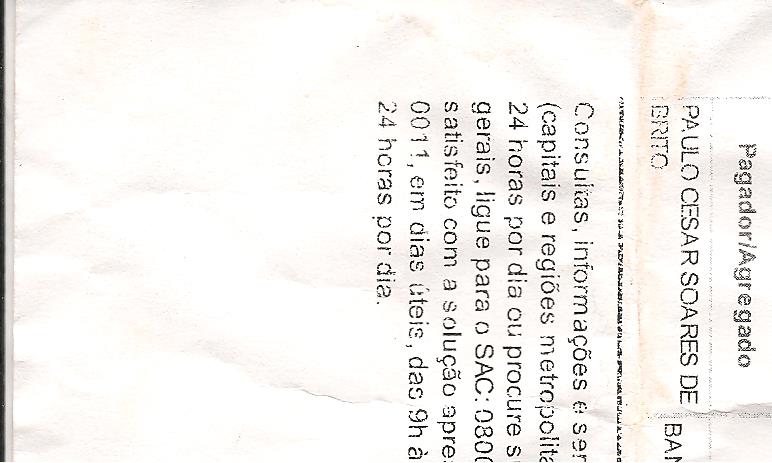 Pagador/Agregado
PAULO CESAR SOARES DE
BRITO
BAN
Consultas, informações e ser
(capitais e regiões metropolita
24 horas por dia ou procure s
gerais, ligue para o SAC: 0800
satisfeito com a solução apre
0011, em dias úteis, das 9h à
24 horas por dia.